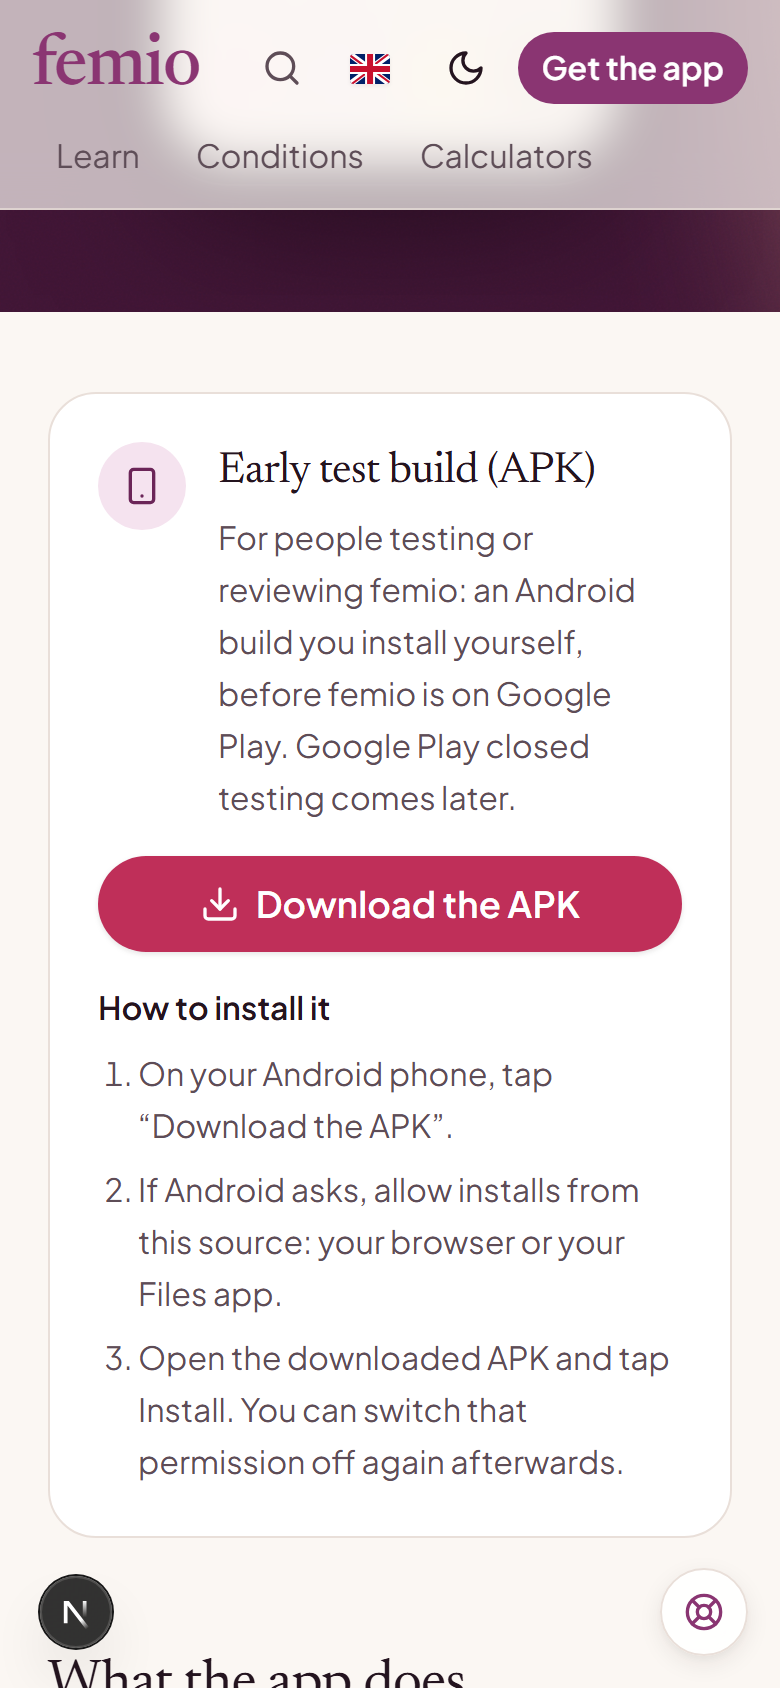 femio
Get the app
Learn Conditions Calculators
Early test build (APK)
For people testing or
reviewing femio: an Android
build you install yourself,
before femio is on Google
Play. Google Play closed
testing comes later.
Download the APK
How to install it
1. On your Android phone, tap
“Download the APK”.
2. If Android asks, allow installs from
this source: your browser or your
Files app.
3. Open the downloaded APK and tap
Install. You can switch that
permission off again afterwards.
N
What the app does